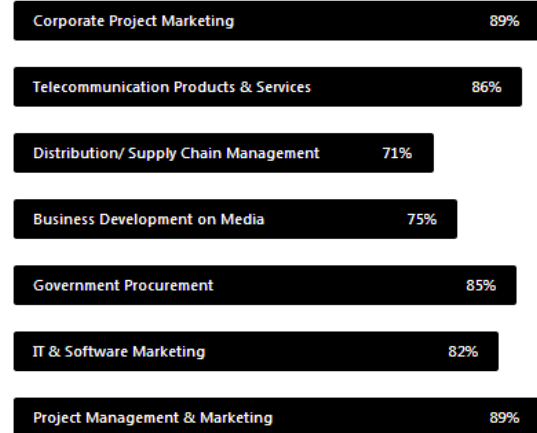 Corporate Project Marketing 89%
Telecommunication Products & Services 86%
Distribution/ Supply Chain Management 71%
Business Development on Media 75%
Government Procurement 85%
IT & Software Marketing 82%
Project Management & Marketing 89%